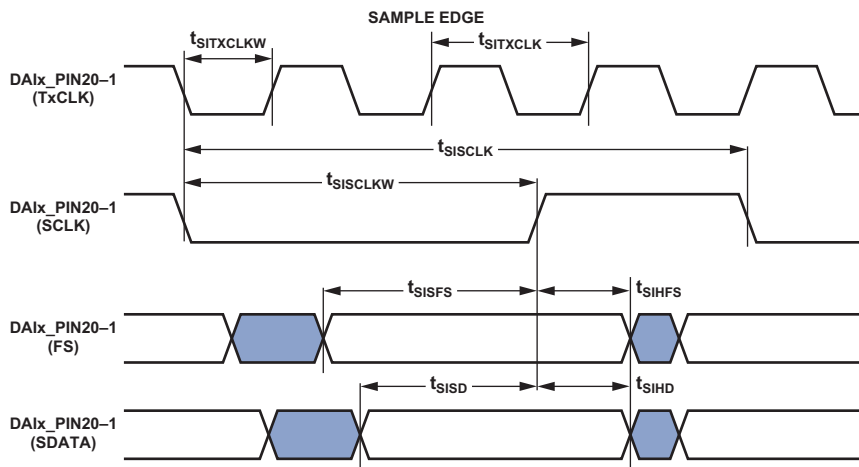 SAMPLE EDGE
tSITXCLKW
tSITXCLK
DAIx_PIN20–1
(TxCLK)
tSISCLK
tSISCLKW
DAIx_PIN20–1
(SCLK)
tSISFS
tSIHFS
DAIx_PIN20–1
(FS)
tSISD
tSIHD
DAIx_PIN20–1
(SDATA)